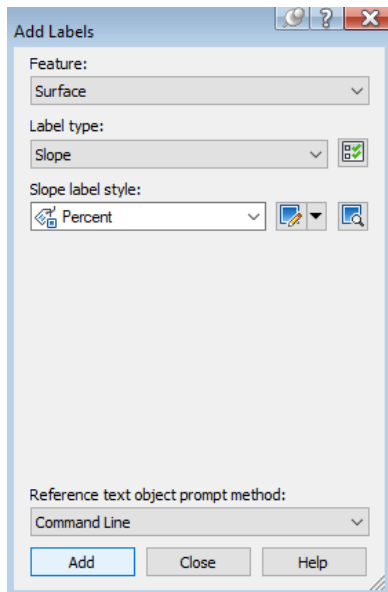 Add Labels
?
Feature:
Surface
Label type:
Slope
Slope label style:
Percent
Reference text object prompt method:
Command Line
Add Close Help